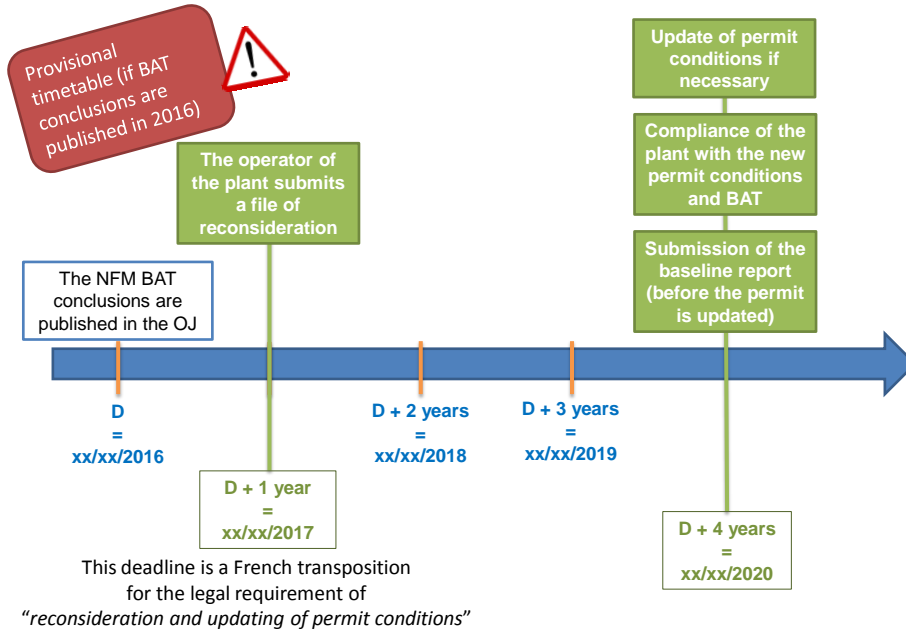 Provisional
timetable (if BAT
conclusions are
published in 2016)
!
The operator of
the plant submits
a file of
reconsideration
Update of permit
conditions if
necessary
Compliance of the
plant with the new
permit conditions
and BAT
Submission of the
baseline report
(before the permit
is updated)
The NFM BAT
conclusions are
published in the OJ
D
=
xx/xx/2016
D + 2 years
=
xx/xx/2018
D + 3 years
=
xx/xx/2019
D + 1 year
=
xx/xx/2017
D + 4 years
=
xx/xx/2020
This deadline is a French transposition
for the legal requirement of
“reconsideration and updating of permit conditions”